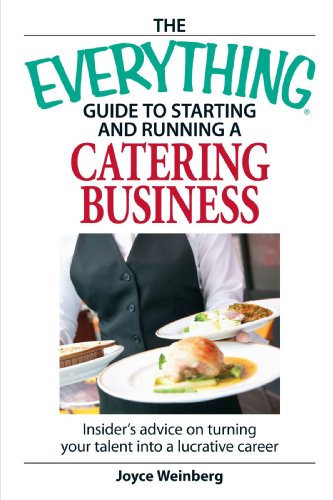 THE
EVERYTHING®
GUIDE TO STARTING
AND RUNNING A
CATERING
BUSINESS
Insider's advice on turning
your talent into a lucrative career
Joyce Weinberg